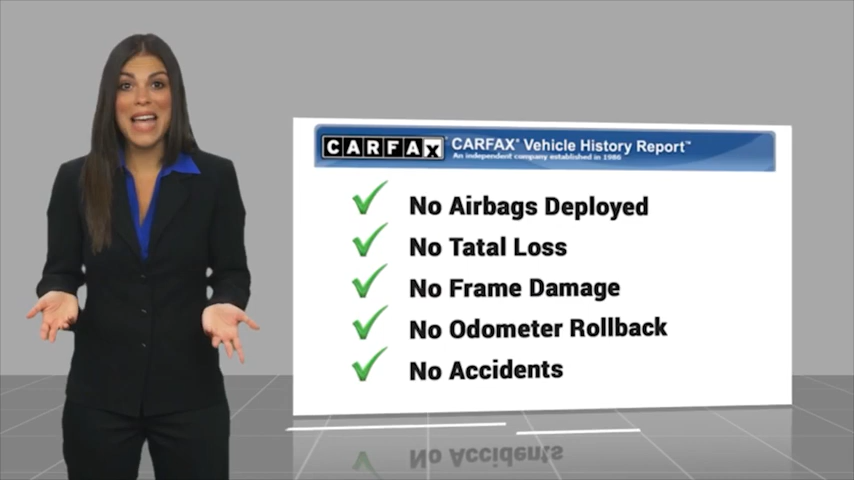 CARFAX CARFAX® Vehicle History Report™
An independent company established in 1986
No Airbags Deployed
No Tatal Loss
No Frame Damage
No Odometer Rollback
No Accidents
No Accidents